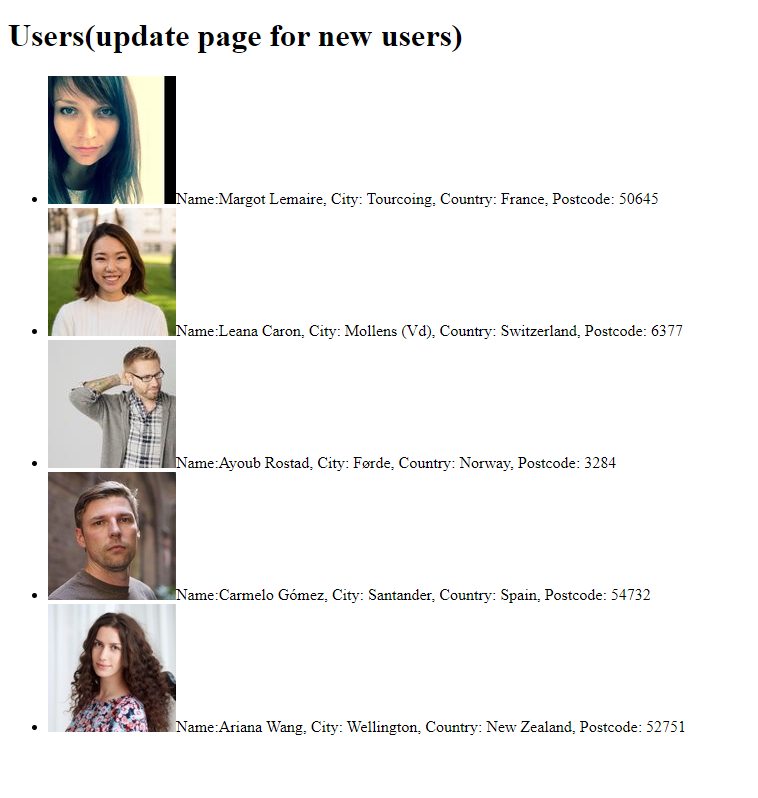 Users(update page for new users)
Name:Margot Lemaire, City: Tourcoing, Country: France, Postcode: 50645
Name:Leana Caron, City: Mollens (Vd), Country: Switzerland, Postcode: 6377
Name:Ayoub Rostad, City: Førde, Country: Norway, Postcode: 3284
Name:Carmelo Gómez, City: Santander, Country: Spain, Postcode: 54732
Name:Ariana Wang, City: Wellington, Country: New Zealand, Postcode: 52751